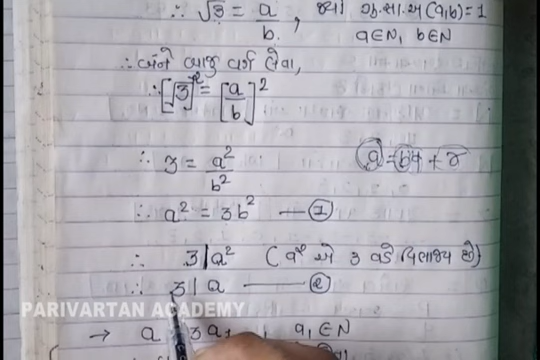 ∴ √3 = a/b, જ્યાં ગુ.સા.અ (a,b) = 1
a∈N, b∈N
∴ બંને બાજુ વર્ગ લેતા,
∴ [√3]² = [a/b]²
∴ 3 = a²/b²
a = bq + r
∴ a² = 3b² —①
∴ 3|a² (a² એ 3 વડે વિભાજ્ય છે)
∴ 3|a —②
PARIVARTAN ACADEMY
→ a 3a₁, a₁∈N